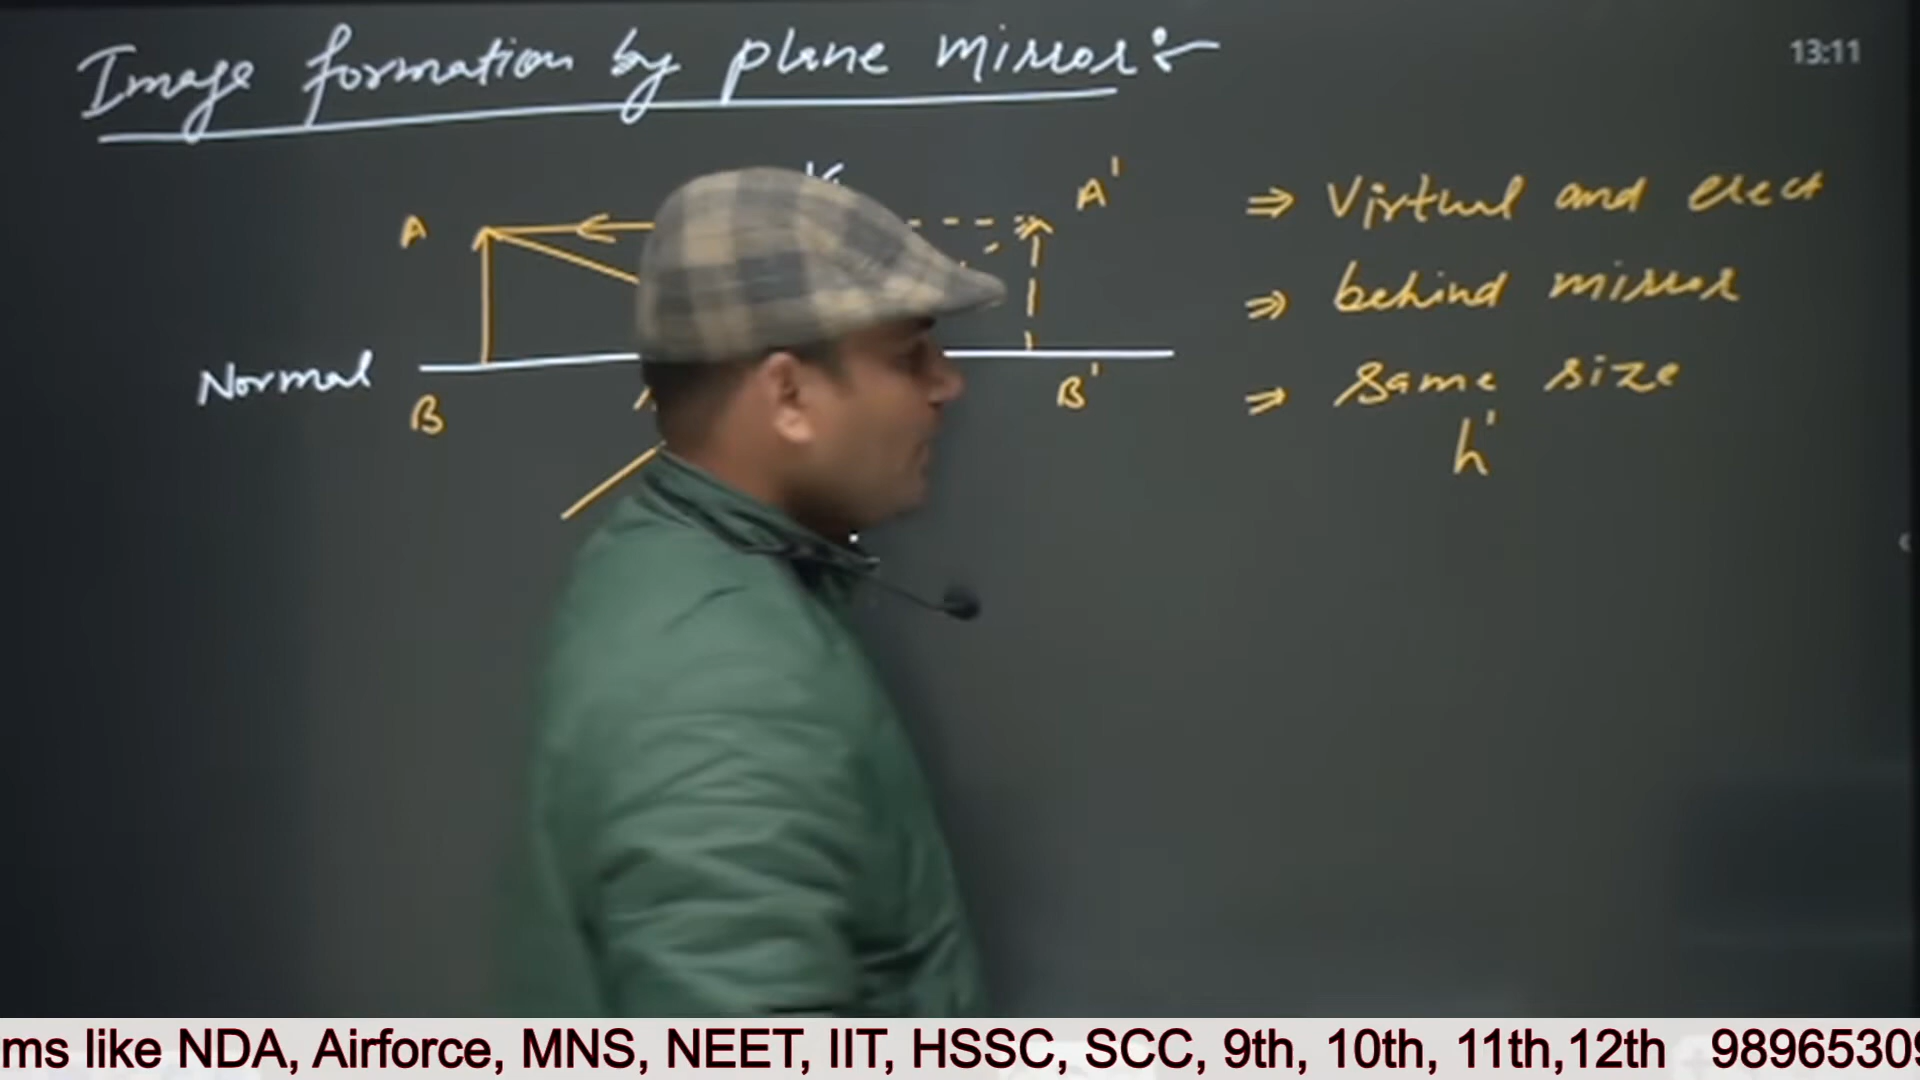 Image formation by plane mirror:-
13:11
A
A'
Normal
B
B'
⇒ Virtual and erect
⇒ behind mirror
⇒ same size
h'
ms like NDA, Airforce, MNS, NEET, IIT, HSSC, SCC, 9th, 10th, 11th,12th 98965309